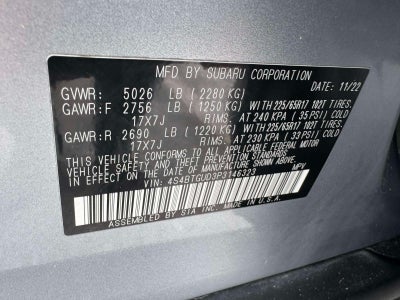 MFD BY SUBARU CORPORATION
DATE: 11/22
GVWR: 5026 LB (2280 KG)
GAWR:F 2756 LB (1250 KG) WITH 225/65R17 102T TIRES,
17X7J RIMS, AT 240 KPA (35 PSI) COLD
GAWR:R 2690 LB (1220 KG) WITH 225/65R17 102T TIRES,
17X7J RIMS, AT 230 KPA (33 PSI) COLD
THIS VEHICLE CONFORMS TO ALL APPLICABLE FEDERAL MOTOR
VEHICLE SAFETY STANDARDS IN EFFECT ON THE DATE OF
MANUFACTURE SHOWN ABOVE.
VIN: 4S4BTGUD3P3146323 MPV
ASSEMBLED BY SIA INC. MADE IN U.S.A.